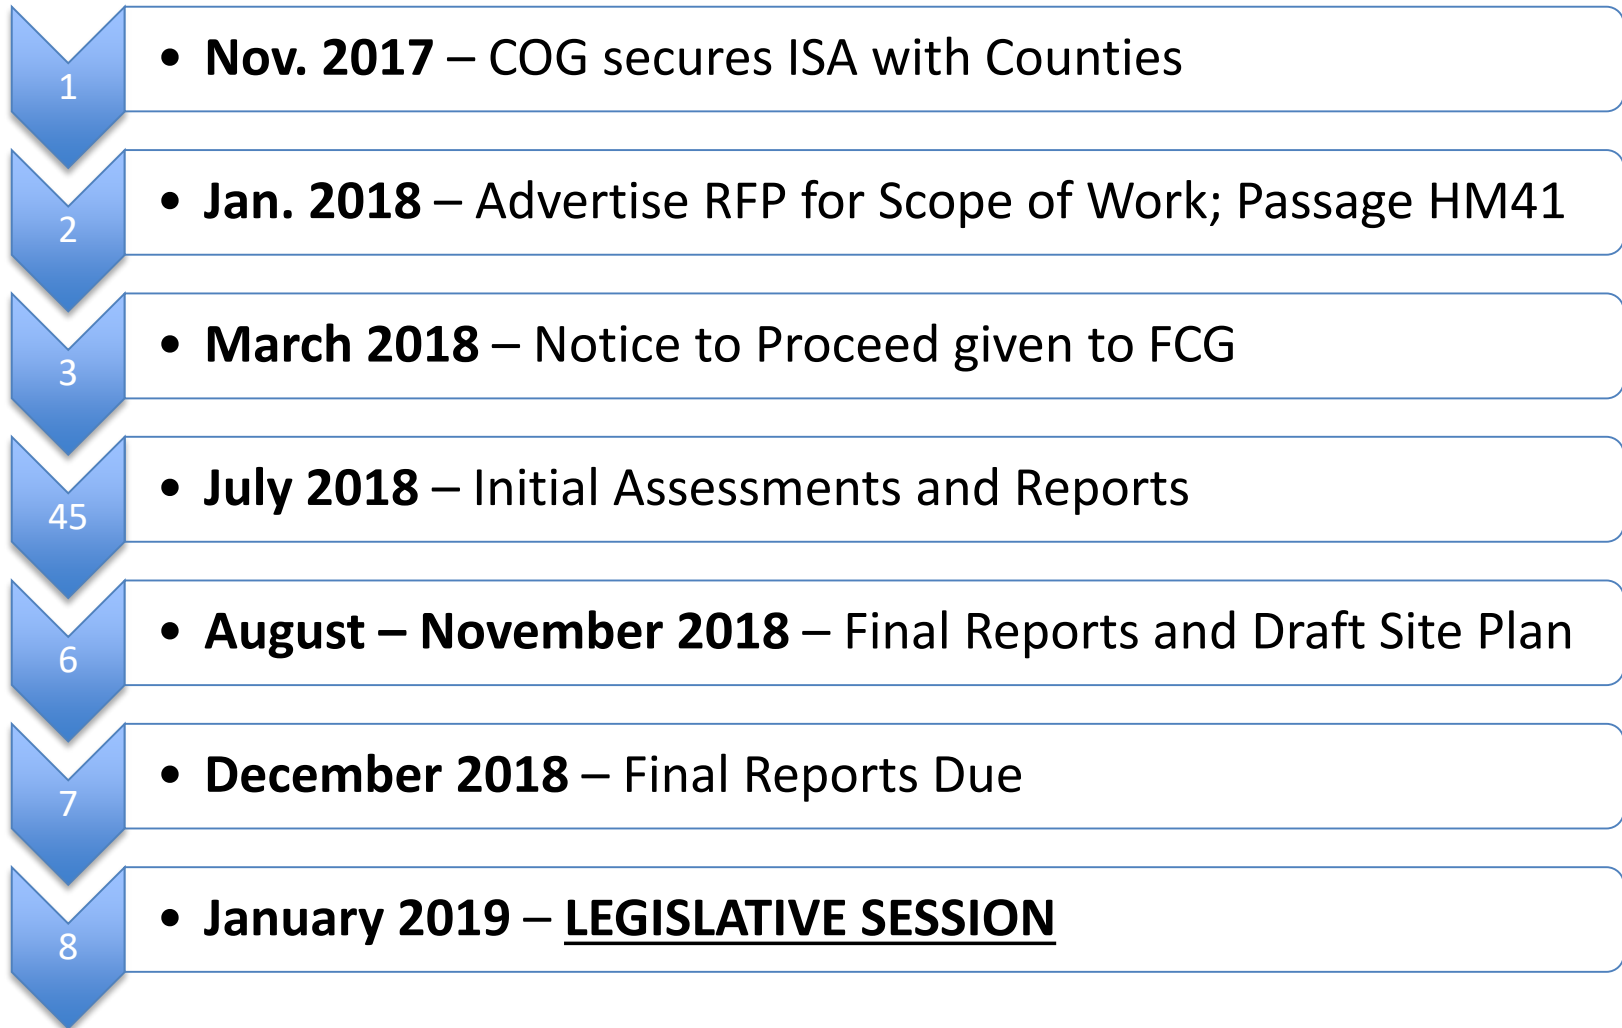 1
• Nov. 2017 – COG secures ISA with Counties
2
• Jan. 2018 – Advertise RFP for Scope of Work; Passage HM41
3
• March 2018 – Notice to Proceed given to FCG
45
• July 2018 – Initial Assessments and Reports
6
• August – November 2018 – Final Reports and Draft Site Plan
7
• December 2018 – Final Reports Due
8
• January 2019 – LEGISLATIVE SESSION